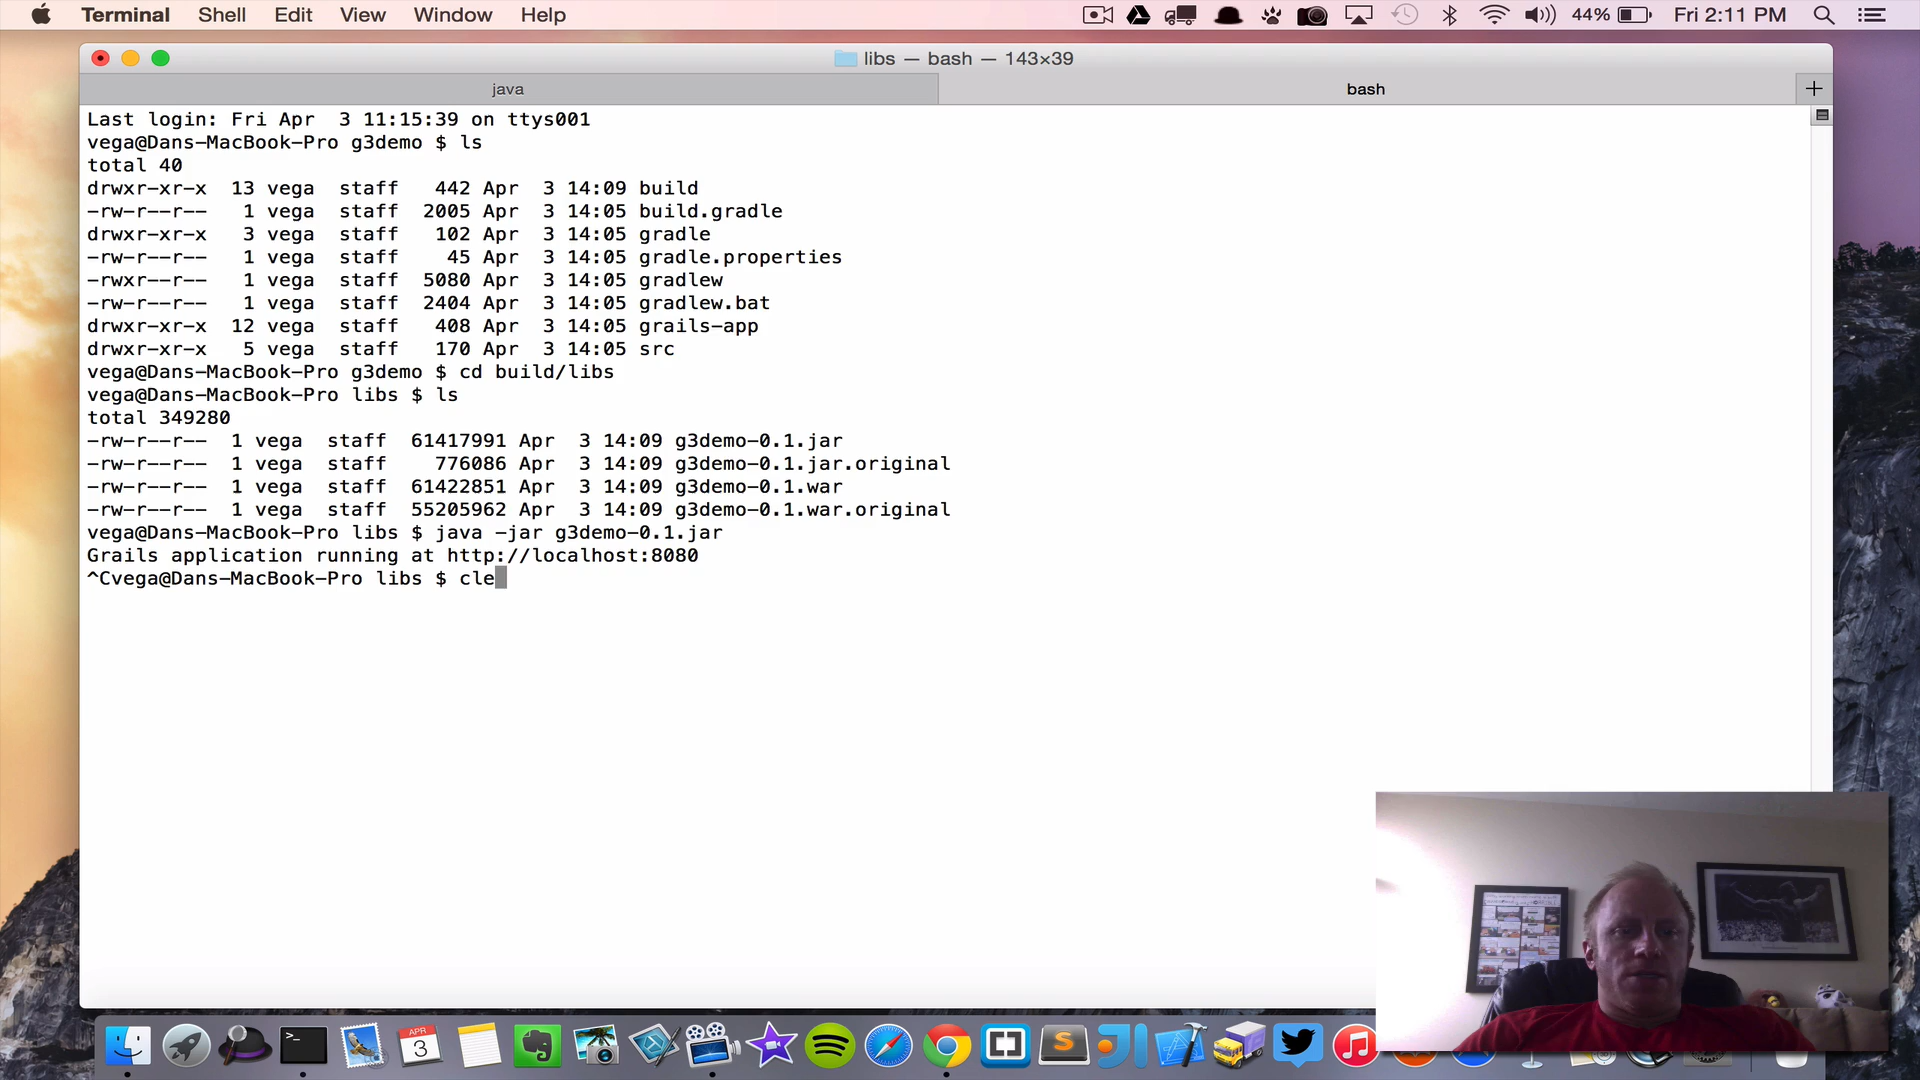 Terminal Shell Edit View Window Help 44% Fri 2:11 PM
libs — bash — 143×39
java bash
Last login: Fri Apr  3 11:15:39 on ttys001
vega@Dans-MacBook-Pro g3demo $ ls
total 40
drwxr-xr-x  13 vega  staff   442 Apr  3 14:09 build
-rw-r--r--   1 vega  staff  2005 Apr  3 14:05 build.gradle
drwxr-xr-x   3 vega  staff   102 Apr  3 14:05 gradle
-rw-r--r--   1 vega  staff    45 Apr  3 14:05 gradle.properties
-rwxr--r--   1 vega  staff  5080 Apr  3 14:05 gradlew
-rw-r--r--   1 vega  staff  2404 Apr  3 14:05 gradlew.bat
drwxr-xr-x  12 vega  staff   408 Apr  3 14:05 grails-app
drwxr-xr-x   5 vega  staff   170 Apr  3 14:05 src
vega@Dans-MacBook-Pro g3demo $ cd build/libs
vega@Dans-MacBook-Pro libs $ ls
total 349280
-rw-r--r--  1 vega  staff  61417991 Apr  3 14:09 g3demo-0.1.jar
-rw-r--r--  1 vega  staff    776086 Apr  3 14:09 g3demo-0.1.jar.original
-rw-r--r--  1 vega  staff  61422851 Apr  3 14:09 g3demo-0.1.war
-rw-r--r--  1 vega  staff  55205962 Apr  3 14:09 g3demo-0.1.war.original
vega@Dans-MacBook-Pro libs $ java -jar g3demo-0.1.jar
Grails application running at http://localhost:8080
^Cvega@Dans-MacBook-Pro libs $ cle
APR
3